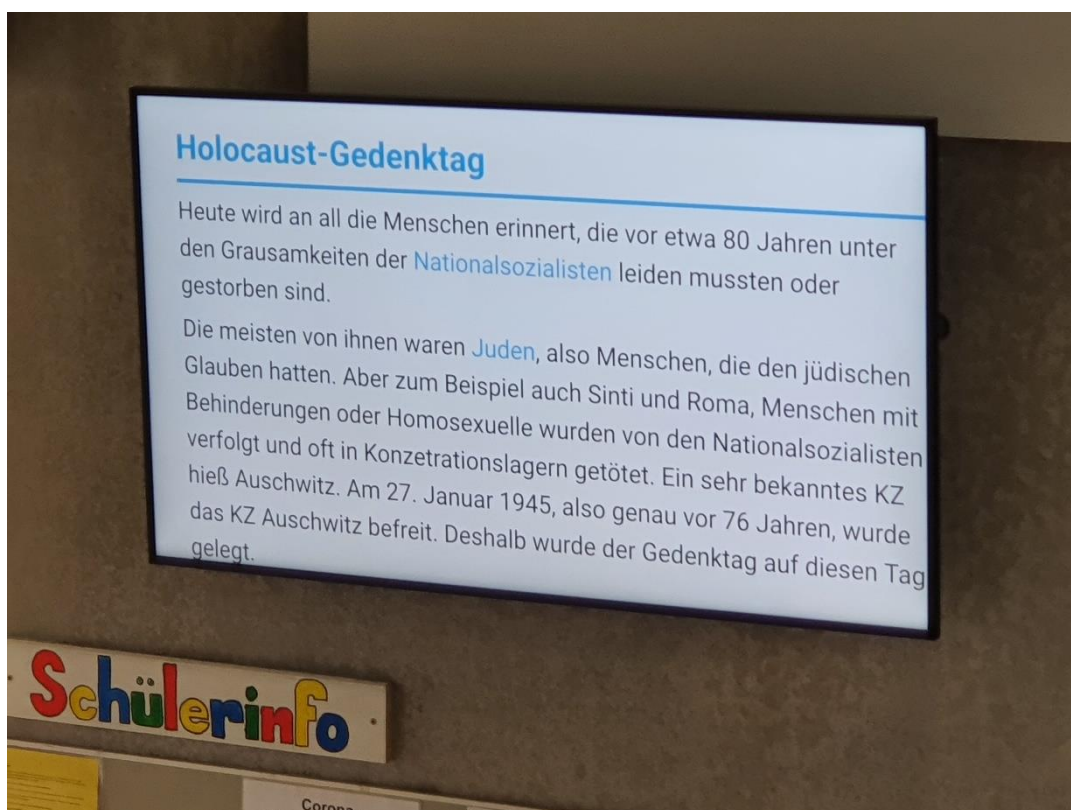 Holocaust-Gedenktag
Heute wird an all die Menschen erinnert, die vor etwa 80 Jahren unter
den Grausamkeiten der Nationalsozialisten leiden mussten oder
gestorben sind.
Die meisten von ihnen waren Juden, also Menschen, die den jüdischen
Glauben hatten. Aber zum Beispiel auch Sinti und Roma, Menschen mit
Behinderungen oder Homosexuelle wurden von den Nationalsozialisten
verfolgt und oft in Konzetrationslagern getötet. Ein sehr bekanntes KZ
hieß Auschwitz. Am 27. Januar 1945, also genau vor 76 Jahren, wurde
das KZ Auschwitz befreit. Deshalb wurde der Gedenktag auf diesen Tag
gelegt.
Schülerinfo
Corona